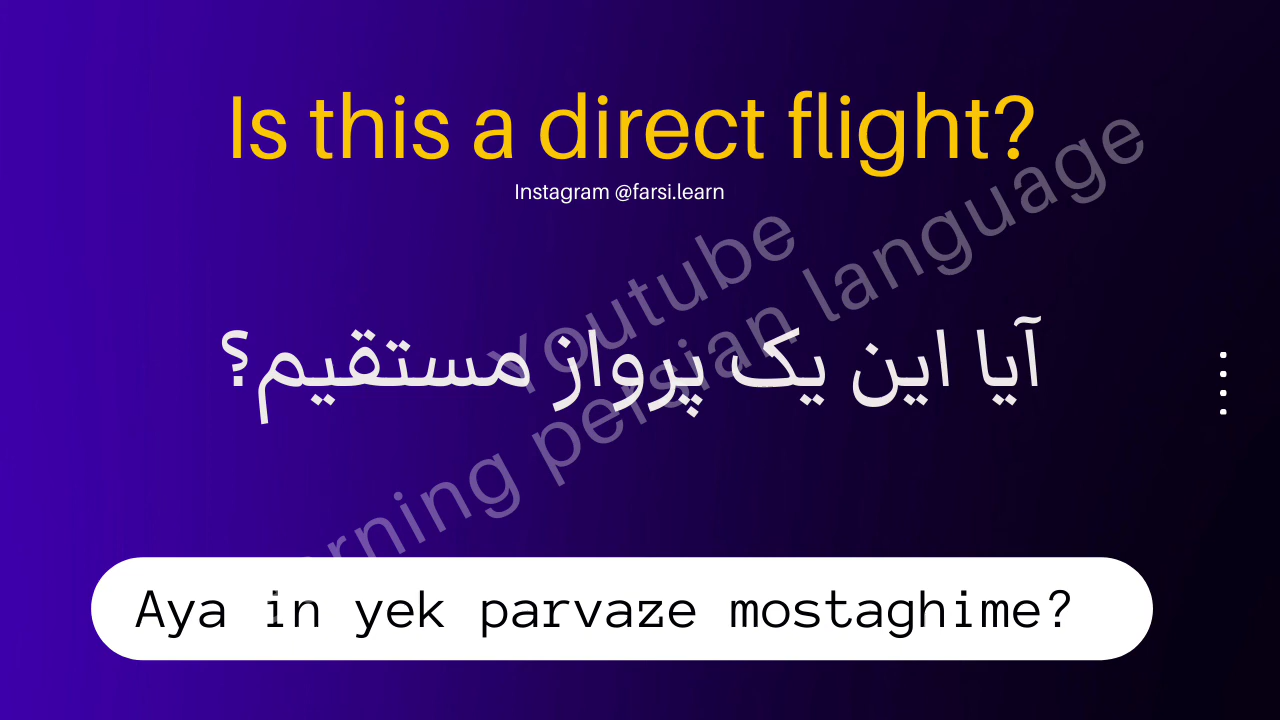 Is this a direct flight?
Instagram @farsi.learn
Youtube
rning persian language
آیا این یک پرواز مستقیم؟
Aya in yek parvaze mostaghime?